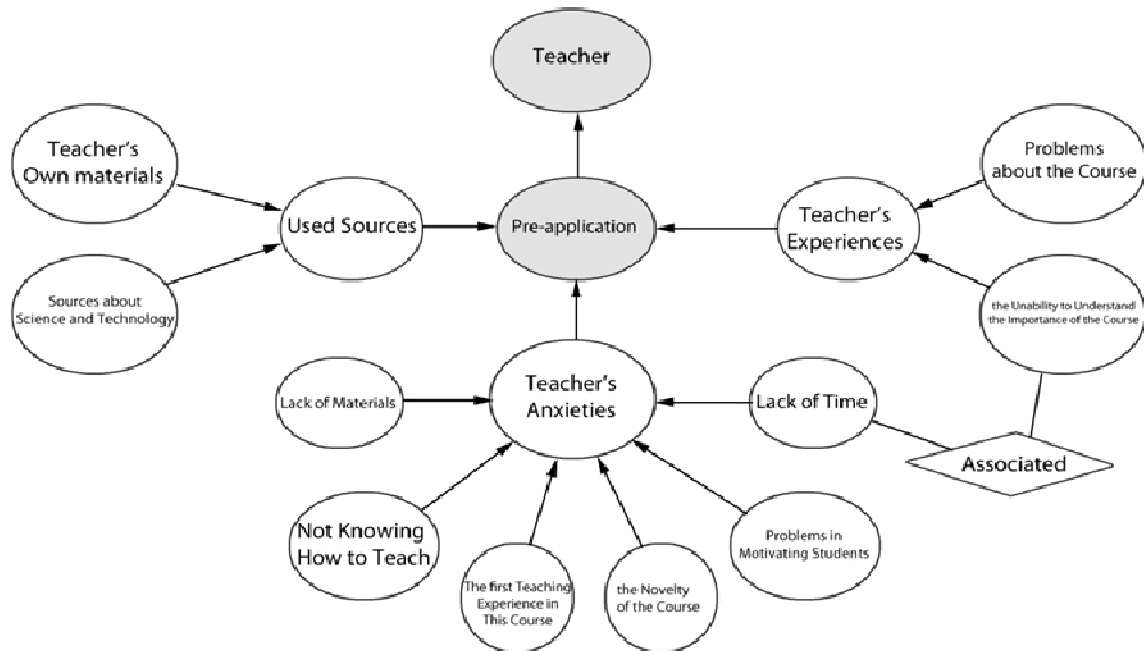 Teacher
Teacher's
Own materials
Used Sources
Pre-application
Teacher's
Experiences
Problems
about the Course
Sources about
Science and Technology
the Unability to Understand
the Importance of the Course
Lack of Materials
Teacher's
Anxieties
Lack of Time
Associated
Not Knowing
How to Teach
The first Teaching
Experience in
This Course
the Novelty
of the Course
Problems in
Motivating Students